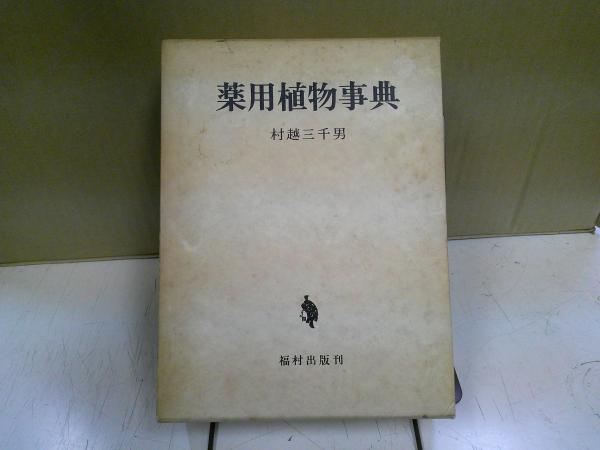 薬用植物事典
村越三千男
福村出版刊